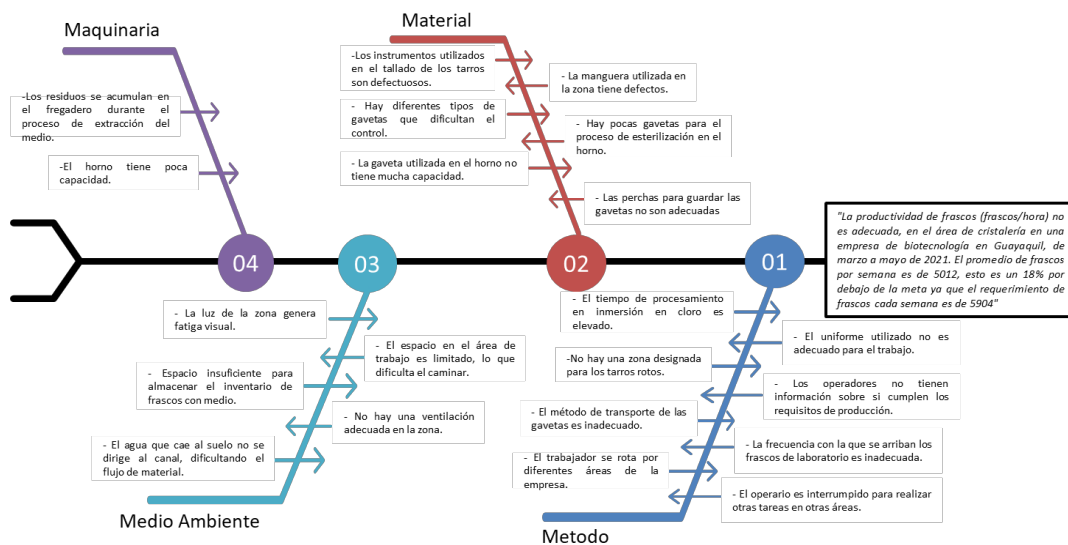 Maquinaria
-Los residuos se acumulan en
el fregadero durante el
proceso de extracción del
medio.
-El horno tiene poca
capacidad.
04
Material
-Los instrumentos utilizados
en el tallado de los tarros
son defectuosos.
- La manguera utilizada en
la zona tiene defectos.
- Hay diferentes tipos de
gavetas que dificultan el
control.
- Hay pocas gavetas para el
proceso de esterilización en el
horno.
- La gaveta utilizada en el horno no
tiene mucha capacidad.
- Las perchas para guardar las
gavetas no son adecuadas
02
03
- La luz de la zona genera
fatiga visual.
- El espacio en el área de
trabajo es limitado, lo que
dificulta el caminar.
- Espacio insuficiente para
almacenar el inventario de
frascos con medio.
- No hay una ventilación
adecuada en la zona.
- El agua que cae al suelo no se
dirige al canal, dificultando el
flujo de material.
Medio Ambiente
01
- El tiempo de procesamiento
en inmersión en cloro es
elevado.
- El uniforme utilizado no es
adecuado para el trabajo.
-No hay una zona designada
para los tarros rotos.
- Los operadores no tienen
información sobre si cumplen los
requisitos de producción.
- El método de transporte de las
gavetas es inadecuado.
- La frecuencia con la que se arriban los
frascos de laboratorio es inadecuada.
- El trabajador se rota por
diferentes áreas de la
empresa.
- El operario es interrumpido para realizar
otras tareas en otras áreas.
Metodo
"La productividad de frascos (frascos/hora) no
es adecuada, en el área de cristalería en una
empresa de biotecnología en Guayaquil, de
marzo a mayo de 2021. El promedio de frascos
por semana es de 5012, esto es un 18% por
debajo de la meta ya que el requerímiento de
frascos cada semana es de 5904"